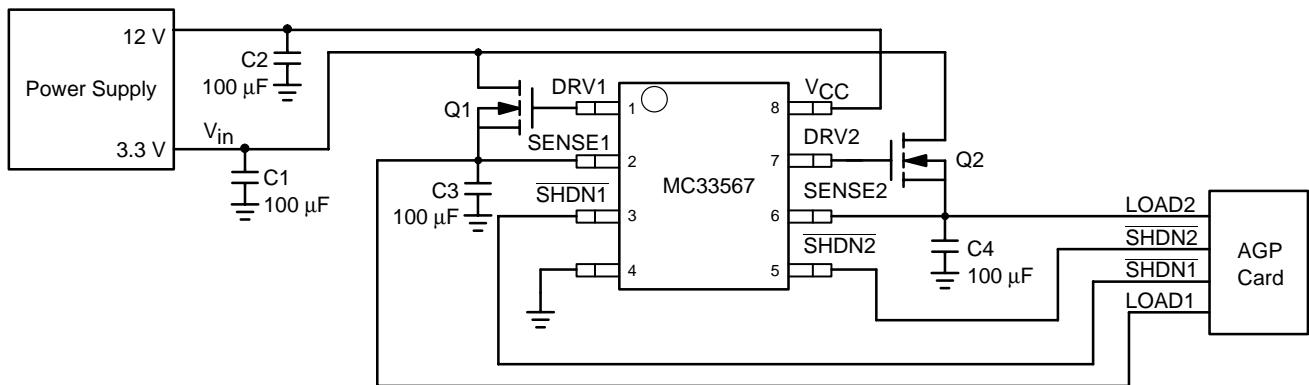 12 V
C2
100 μF
Power Supply
Vin
3.3 V
C1
100 μF
Q1
DRV1
SENSE1
C3
100 μF
SHDN1
1
2
3
4
MC33567
8
7
6
5
VCC
DRV2
Q2
SENSE2
SHDN2
C4
100 μF
LOAD2
SHDN2
SHDN1
LOAD1
AGP
Card